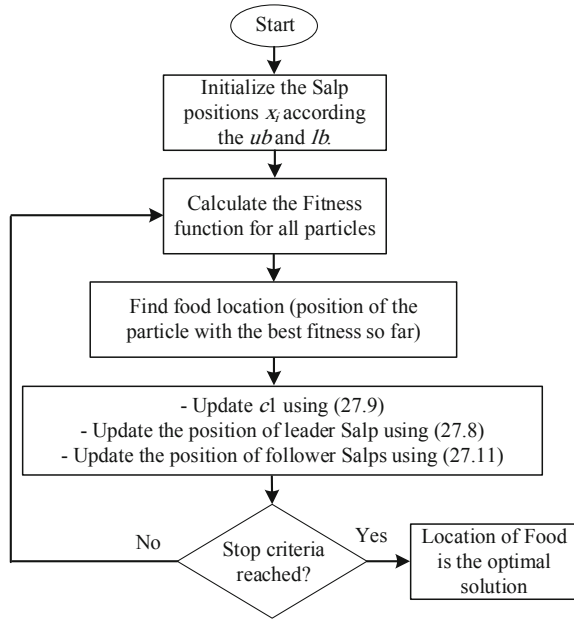 Start
Initialize the Salp
positions xi according
the ub and lb.
Calculate the Fitness
function for all particles
Find food location (position of the
particle with the best fitness so far)
- Update c1 using (27.9)
- Update the position of leader Salp using (27.8)
- Update the position of follower Salps using (27.11)
No
Stop criteria
reached?
Yes
Location of Food
is the optimal
solution